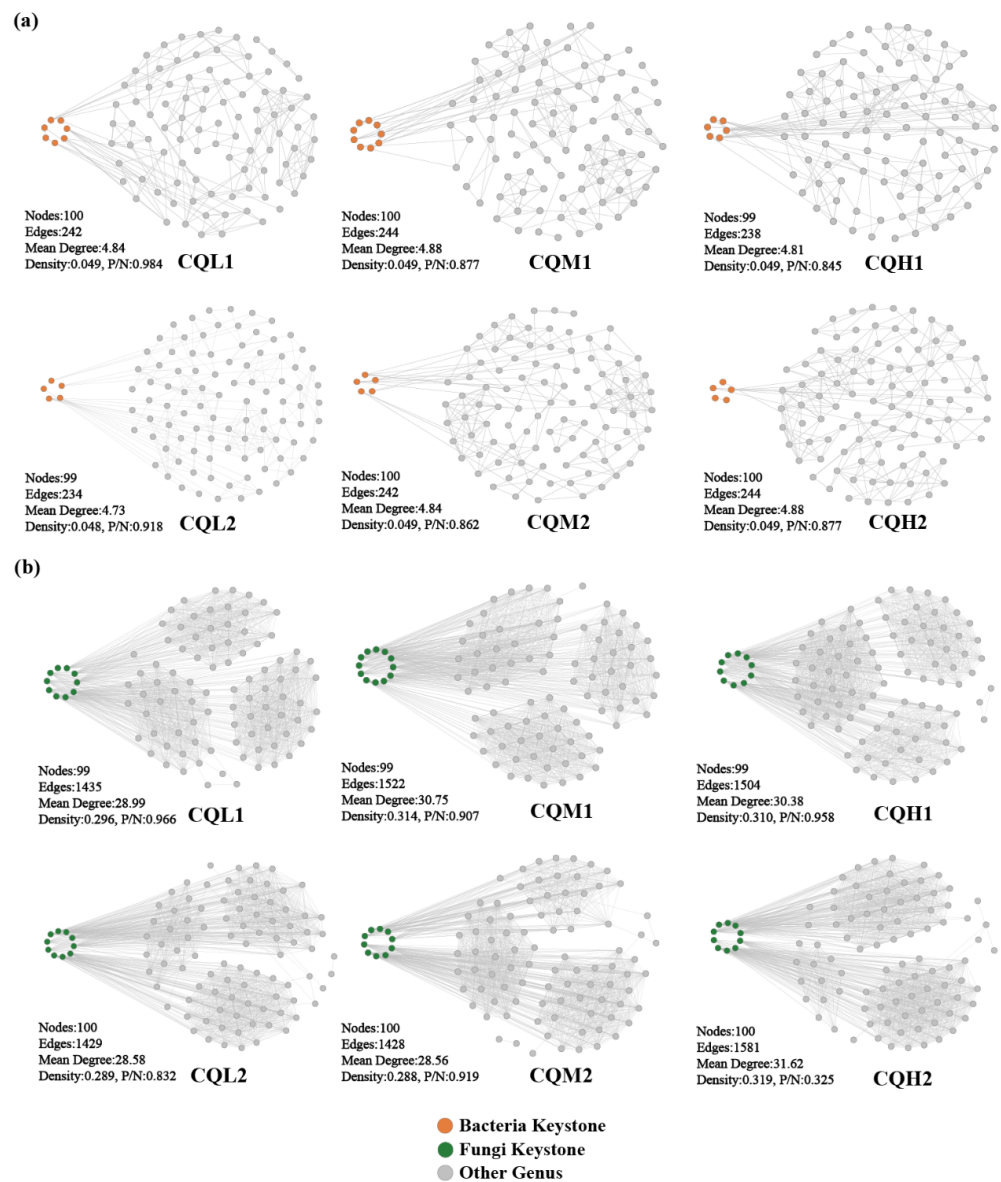 (a)
Nodes:100
Edges:242
Mean Degree:4.84
Density:0.049, P/N:0.984
CQL1
Nodes:100
Edges:244
Mean Degree:4.88
Density:0.049, P/N:0.877
CQM1
Nodes:99
Edges:238
Mean Degree:4.81
Density:0.049, P/N:0.845
CQH1
Nodes:99
Edges:234
Mean Degree:4.73
Density:0.048, P/N:0.918
CQL2
Nodes:100
Edges:242
Mean Degree:4.84
Density:0.049, P/N:0.862
CQM2
Nodes:100
Edges:244
Mean Degree:4.88
Density:0.049, P/N:0.877
CQH2
(b)
Nodes:99
Edges:1435
Mean Degree:28.99
Density:0.296, P/N:0.966
CQL1
Nodes:99
Edges:1522
Mean Degree:30.75
Density:0.314, P/N:0.907
CQM1
Nodes:99
Edges:1504
Mean Degree:30.38
Density:0.310, P/N:0.958
CQH1
Nodes:100
Edges:1429
Mean Degree:28.58
Density:0.289, P/N:0.832
CQL2
Nodes:100
Edges:1428
Mean Degree:28.56
Density:0.288, P/N:0.919
CQM2
Nodes:100
Edges:1581
Mean Degree:31.62
Density:0.319, P/N:0.325
CQH2
Bacteria Keystone
Fungi Keystone
Other Genus